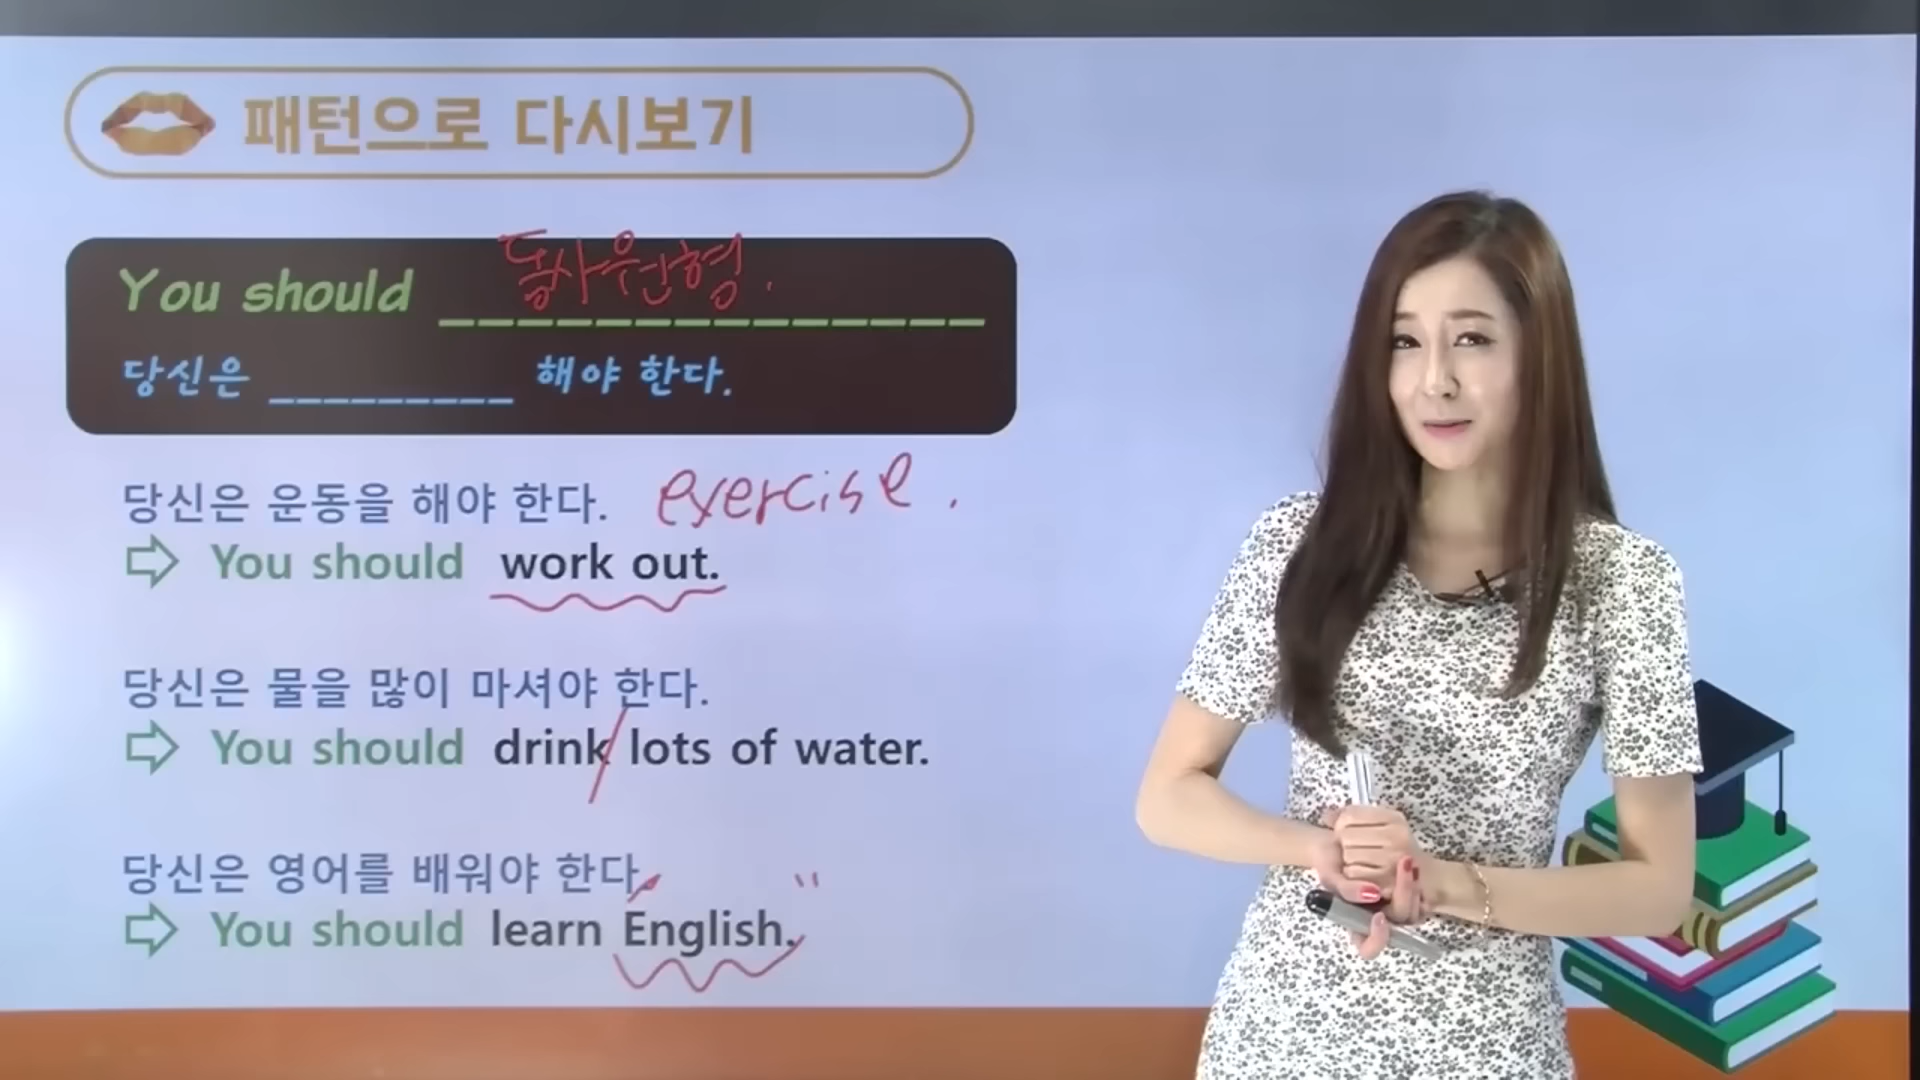 패턴으로 다시보기
동사원형.
You should _______________
당신은 _________ 해야 한다.
당신은 운동을 해야 한다. exercise.
⇨ You should work out.
당신은 물을 많이 마셔야 한다.
⇨ You should drink / lots of water.
당신은 영어를 배워야 한다.
⇨ You should learn English.